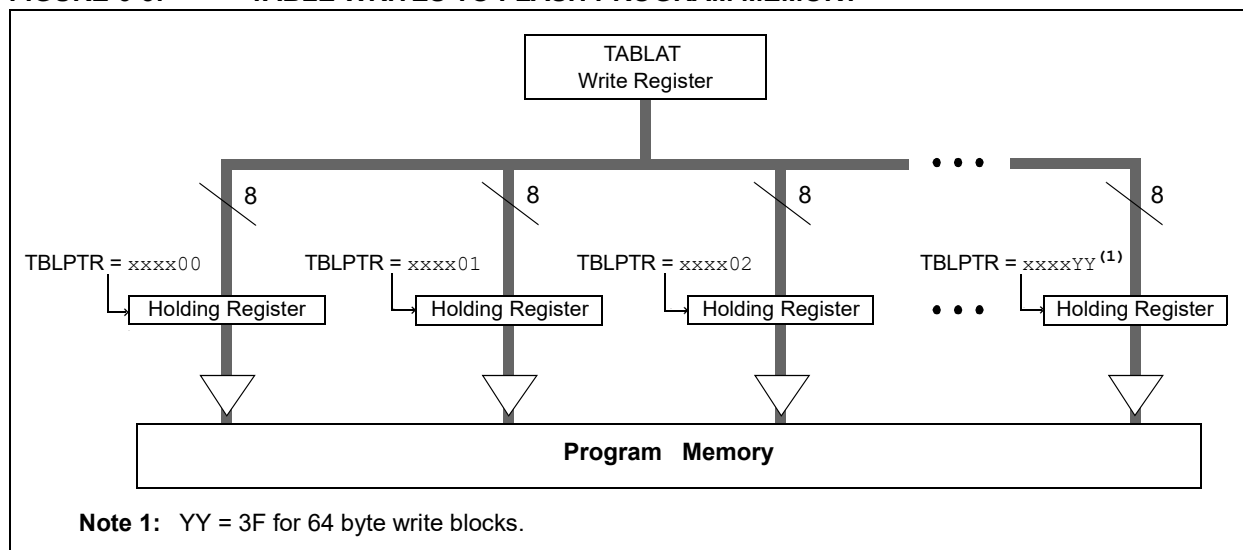 TABLAT
Write Register
8 8 8 8
TBLPTR = xxxx00 TBLPTR = xxxx01 TBLPTR = xxxx02 TBLPTR = xxxxYY(1)
Holding Register Holding Register Holding Register Holding Register
Program Memory
Note 1: YY = 3F for 64 byte write blocks.